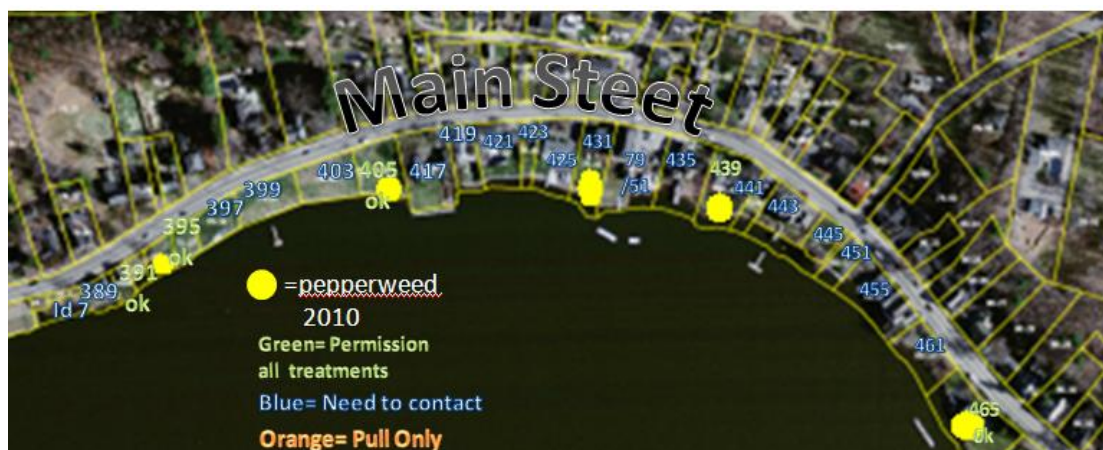 Main Steet
419
421
423
425
431
79
/51
435
439
441
443
445
451
455
461
465
0k
403
405
ok
417
399
397
395
ok
391
ok
389
ld 7
=pepperweed
2010
Green= Permission
all treatments
Blue= Need to contact
Orange= Pull Only